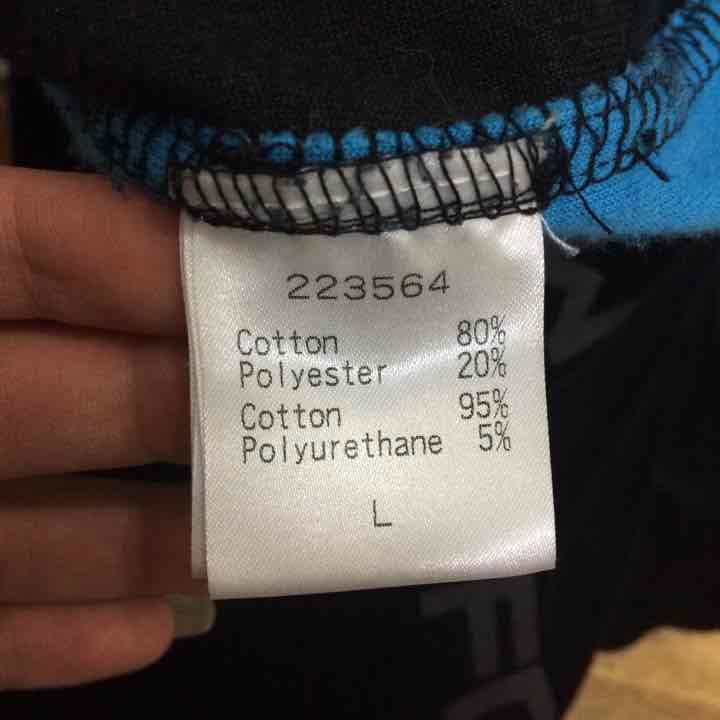 223564
Cotton 80%
Polyester 20%
Cotton 95%
Polyurethane 5%
L